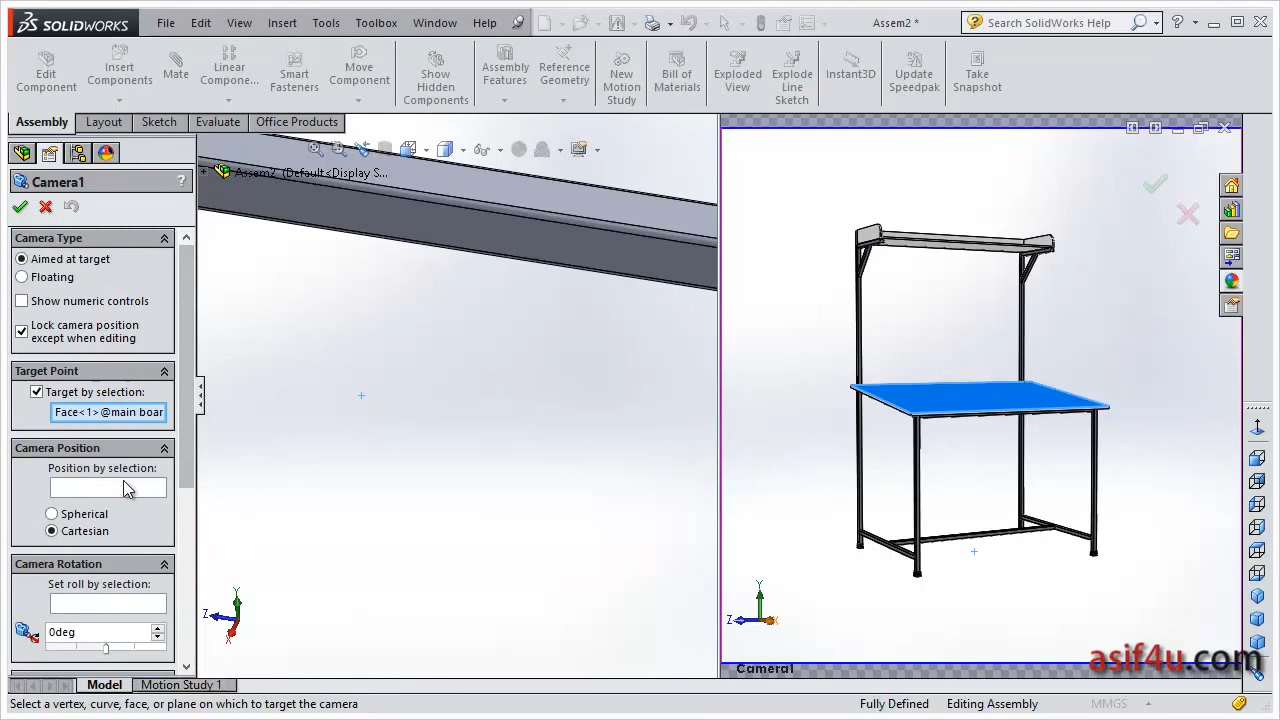 SOLIDWORKS
File Edit View Insert Tools Toolbox Window Help
Assem2 *
Search SolidWorks Help
Edit
Component
Insert
Components
Mate
Linear
Compone...
Smart
Fasteners
Move
Component
Show
Hidden
Components
Assembly
Features
Reference
Geometry
New
Motion
Study
Bill of
Materials
Exploded
View
Explode
Line
Sketch
Instant3D
Update
Speedpak
Take
Snapshot
Assembly Layout Sketch Evaluate Office Products
Assem2 (Default<Display S...
Camera1
?
Camera Type
Aimed at target
Floating
Show numeric controls
Lock camera position
except when editing
Target Point
Target by selection:
Face<1>@main boar
Camera Position
Position by selection:
Spherical
Cartesian
Camera Rotation
Set roll by selection:
0deg
Y
Z
X
Y
Z
X
Camera1
asif4u.com
Model Motion Study 1
Select a vertex, curve, face, or plane on which to target the camera
Fully Defined Editing Assembly MMGS